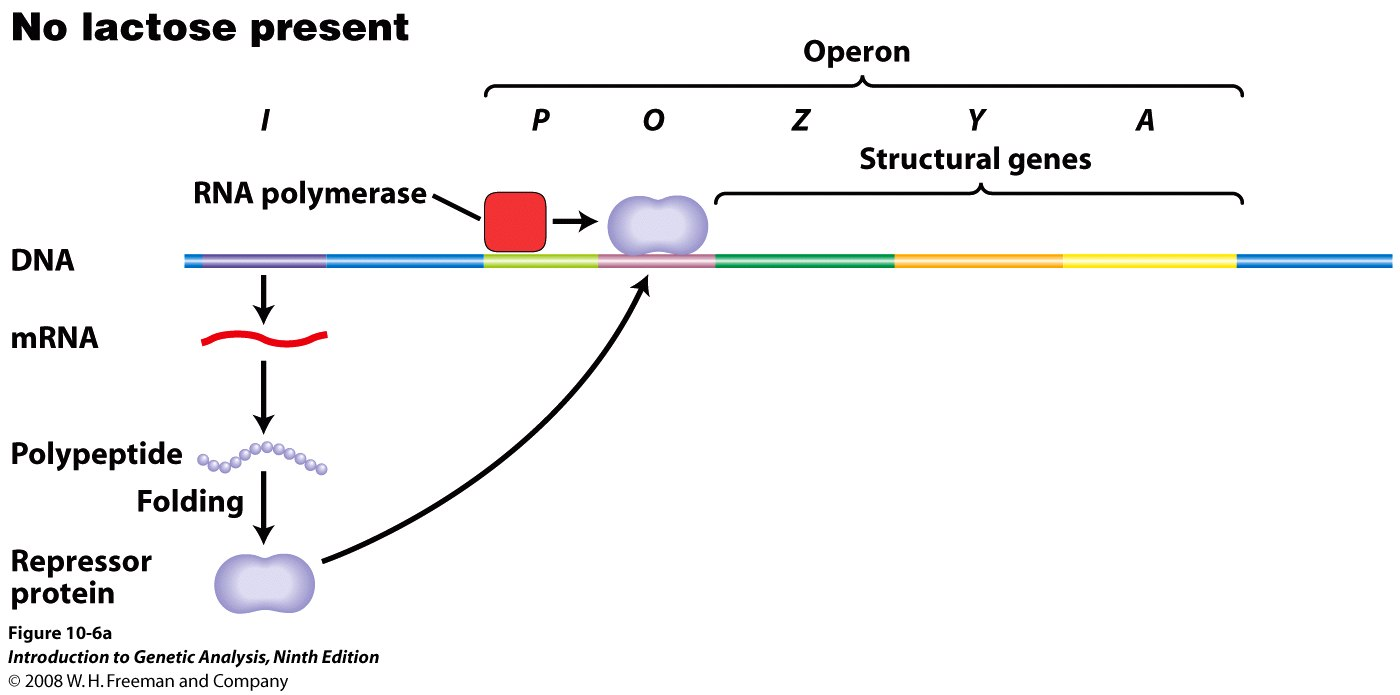 No lactose present
Operon
I P O Z Y A
Structural genes
RNA polymerase
DNA
mRNA
Polypeptide
Folding
Repressor
protein
Figure 10-6a
Introduction to Genetic Analysis, Ninth Edition
© 2008 W. H. Freeman and Company